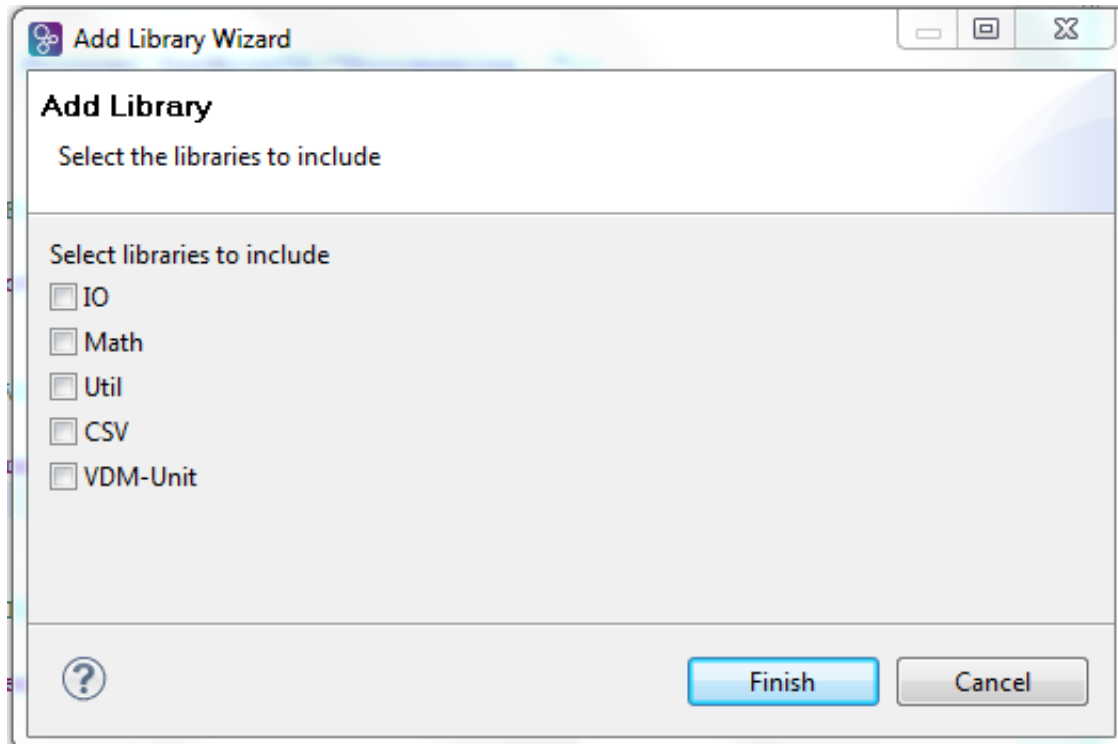 Add Library Wizard
Add Library
Select the libraries to include
Select libraries to include
IO
Math
Util
CSV
VDM-Unit
?
Finish
Cancel